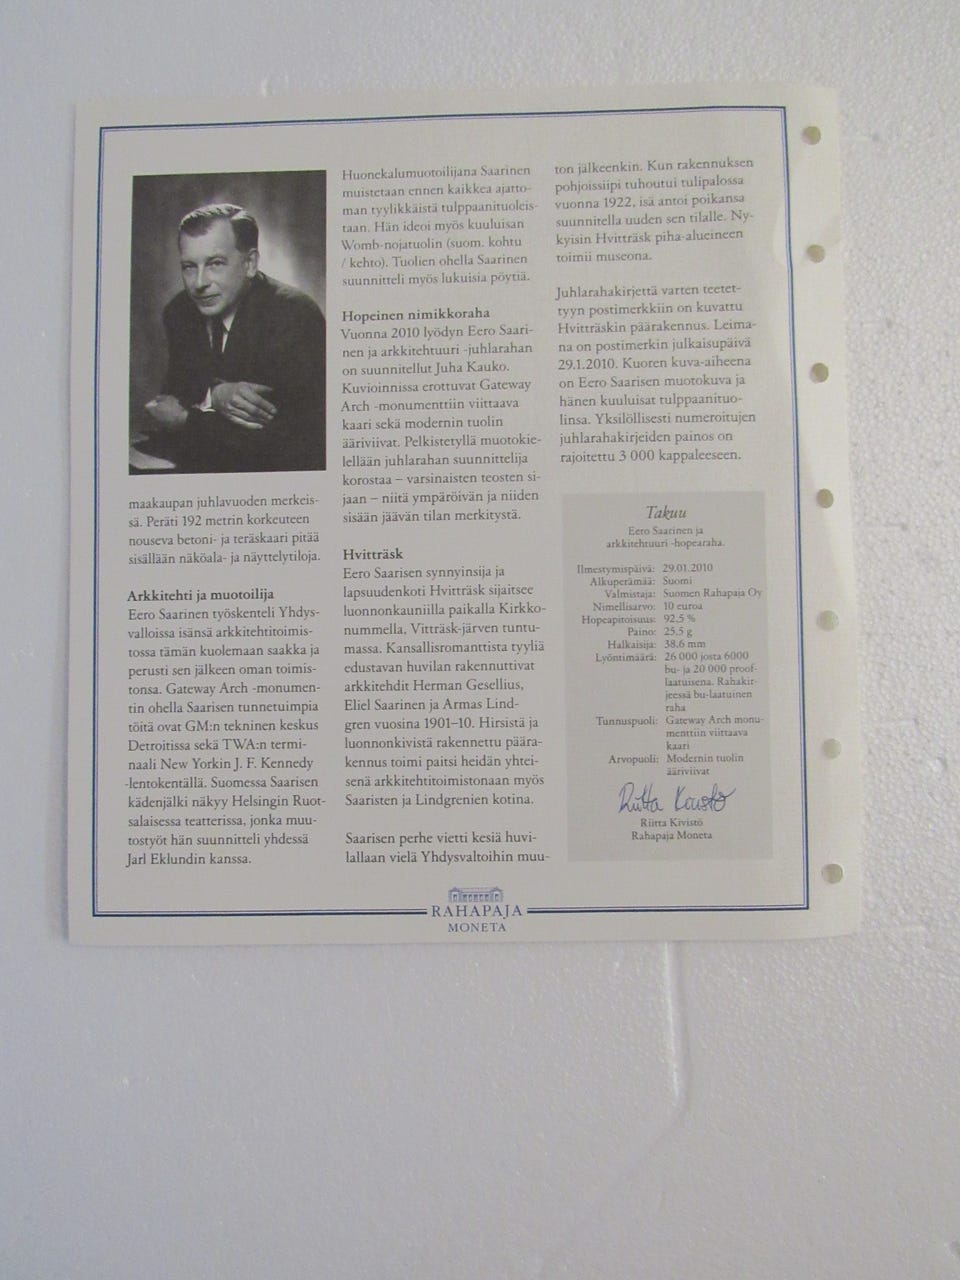 maakaupan juhlavuoden merkeis-
sä. Peräti 192 metrin korkeuteen
nouseva betoni- ja teräskaari pitää
sisällään näköala- ja näyttelytiloja.
Arkkitehti ja muotoilija
Eero Saarinen työskenteli Yhdys-
valloissa isänsä arkkitehtitoimis-
tossa tämän kuolemaan saakka ja
perusti sen jälkeen oman toimis-
tonsa. Gateway Arch -monumen-
tin ohella Saarisen tunnetuimpia
töitä ovat GM:n tekninen keskus
Detroitissa sekä TWA:n termi-
naali New Yorkin J. F. Kennedy
-lentokentällä. Suomessa Saarisen
kädenjälki näkyy Helsingin Ruot-
salaisessa teatterissa, jonka muu-
tostyöt hän suunnitteli yhdessä
Jarl Eklundin kanssa.
Huonekalumuotoilijana Saarinen
muistetaan ennen kaikkea ajatto-
man tyylikkäistä tulppaanituoleis-
taan. Hän ideoi myös kuuluisan
Womb-nojatuolin (suom. kohtu
/ kehto). Tuolien ohella Saarinen
suunnitteli myös lukuisia pöytiä.
Hopeinen nimikkoraha
Vuonna 2010 lyödyn Eero Saari-
nen ja arkkitehtuuri -juhlarahan
on suunnitellut Juha Kauko.
Kuvioinnissa erottuvat Gateway
Arch -monumenttiin viittaava
kaari sekä modernin tuolin
ääriviivat. Pelkistetyllä muotokie-
lellään juhlarahan suunnittelija
korostaa – varsinaisten teosten si-
jaan – niitä ympäröivän ja niiden
sisään jäävän tilan merkitystä.
Hvitträsk
Eero Saarisen synnyinsija ja
lapsuudenkoti Hvitträsk sijaitsee
luonnonkauniilla paikalla Kirkko-
nummella, Vitträsk-järven tuntu-
massa. Kansallisromanttista tyyliä
edustavan huvilan rakennuttivat
arkkitehdit Herman Gesellius,
Eliel Saarinen ja Armas Lind-
gren vuosina 1901–10. Hirsistä ja
luonnonkivistä rakennettu päära-
kennus toimi paitsi heidän yhtei-
senä arkkitehtitoimistonaan myös
Saaristen ja Lindgrenien kotina.
Saarisen perhe vietti kesiä huvi-
lallaan vielä Yhdysvaltoihin muu-
ton jälkeenkin. Kun rakennuksen
pohjoissiipi tuhoutui tulipalossa
vuonna 1922, isä antoi poikansa
suunnitella uuden sen tilalle. Ny-
kyisin Hvitträsk piha-alueineen
toimii museona.
Juhlarahakirjettä varten teetet-
tyyn postimerkkiin on kuvattu
Hvitträskin päärakennus. Leima-
na on postimerkin julkaisupäivä
29.1.2010. Kuoren kuva-aiheena
on Eero Saarisen muotokuva ja
hänen kuuluisat tulppaanituo-
linsa. Yksilöllisesti numeroitujen
juhlarahakirjeiden painos on
rajoitettu 3 000 kappaleeseen.
Takuu
Eero Saarinen ja
arkkitehtuuri -hopearaha.
Ilmestymispäivä: 29.01.2010
Alkuperämaa: Suomi
Valmistaja: Suomen Rahapaja Oy
Nimellisarvo: 10 euroa
Hopeapitoisuus: 92,5 %
Paino: 25,5 g
Halkaisija: 38,6 mm
Lyöntimäärä: 26 000 josta 6000
bu- ja 20 000 proof-
laatuisena. Rahakir-
jeessä bu-laatuinen
raha
Tunnuspuoli: Gateway Arch monu-
menttiin viittaava
kaari
Arvopuoli: Modernin tuolin
ääriviivat
Riitta Kivistö
Riitta Kivistö
Rahapaja Moneta
RAHAPAJA
MONETA